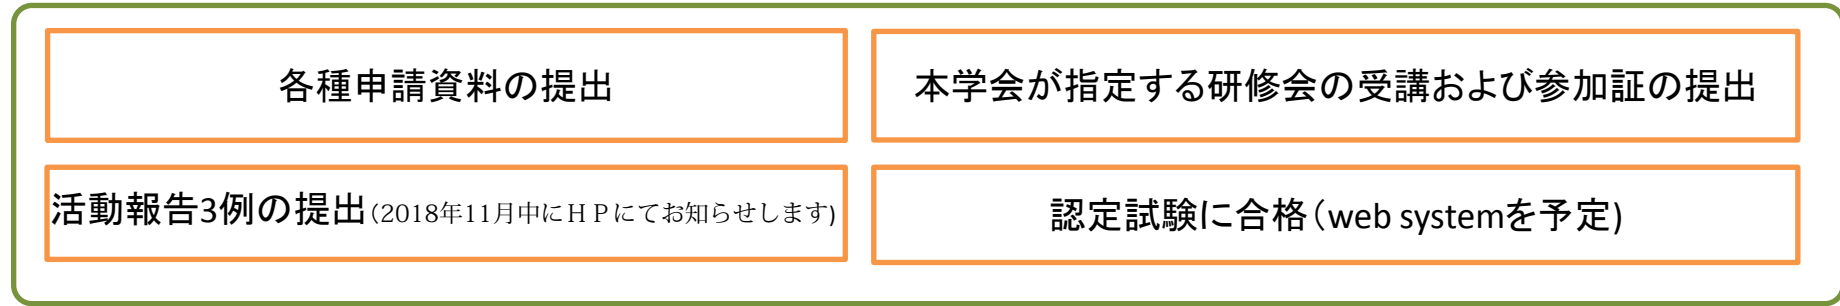 各種申請資料の提出
本学会が指定する研修会の受講および参加証の提出
活動報告3例の提出(2018年11月中にＨＰにてお知らせします)
認定試験に合格（web systemを予定)